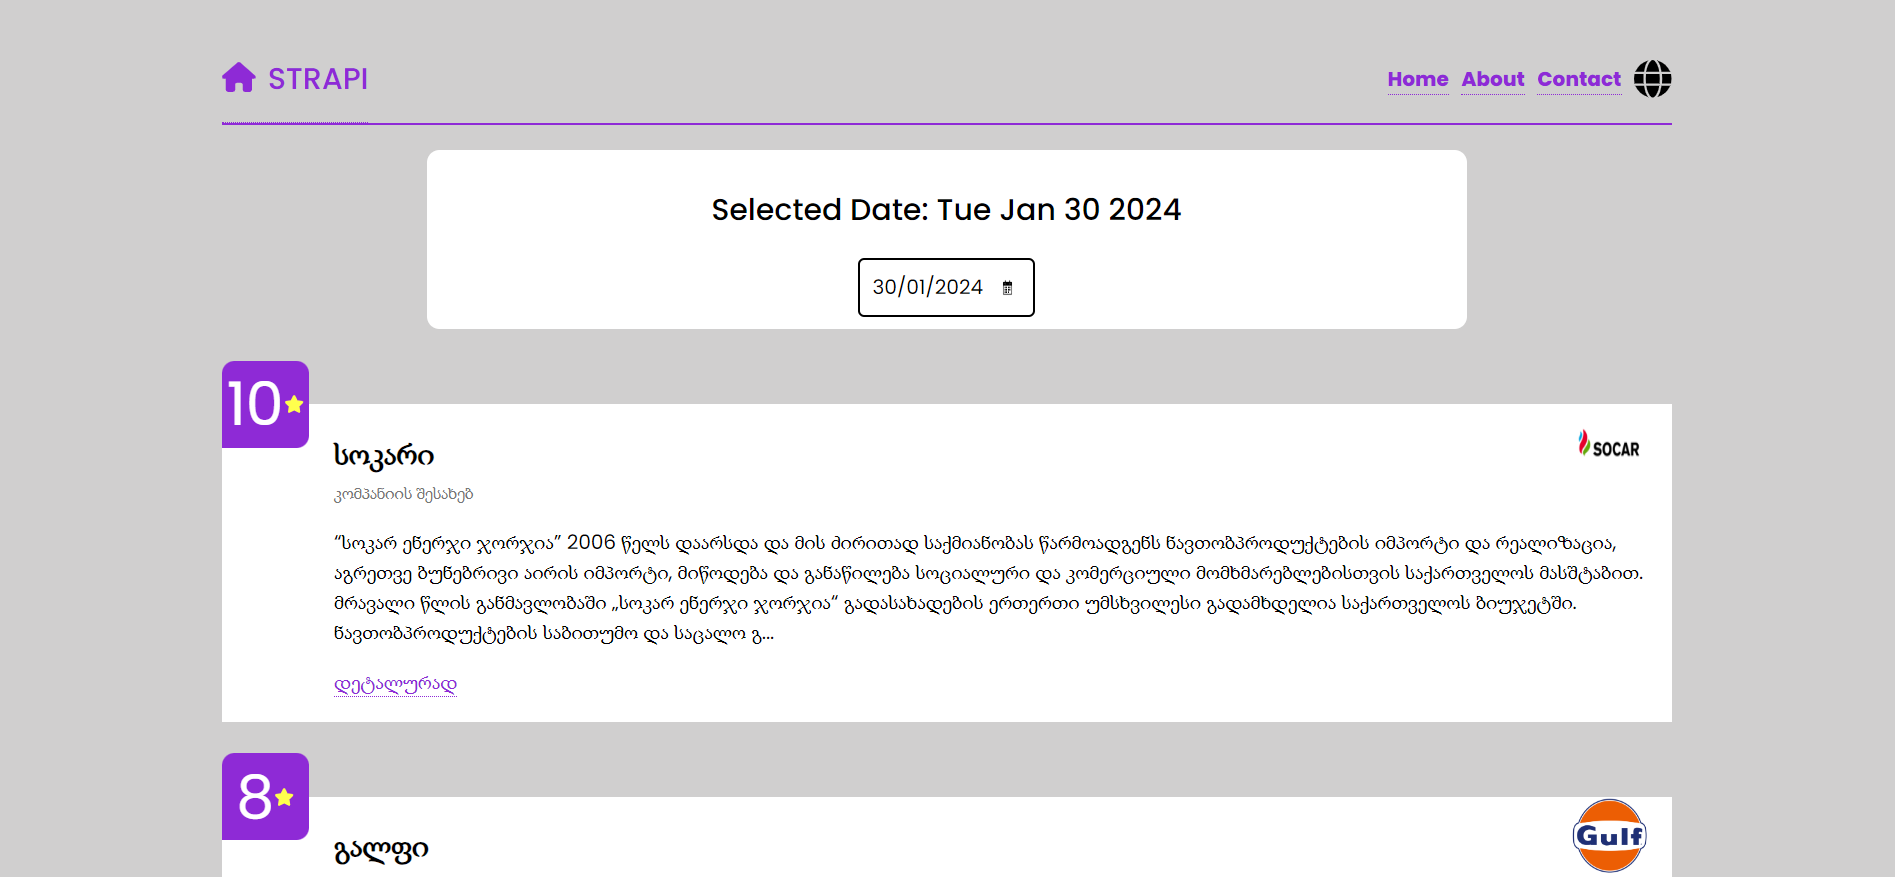 STRAPI
Home About Contact
Selected Date: Tue Jan 30 2024
30/01/2024
10
სოკარი
SOCAR
კომპანიის შესახებ
“სოკარ ენერჯი ჯორჯია” 2006 წელს დაარსდა და მის ძირითად საქმიანობას წარმოადგენს ნავთობპროდუქტების იმპორტი და რეალიზაცია,
აგრეთვე ბუნებრივი აირის იმპორტი, მიწოდება და განაწილება სოციალური და კომერციული მომხმარებლებისთვის საქართველოს მასშტაბით.
მრავალი წლის განმავლობაში „სოკარ ენერჯი ჯორჯია“ გადასახადების ერთერთი უმსხვილესი გადამხდელია საქართველოს ბიუჯეტში.
ნავთობპროდუქტების საბითუმო და საცალო გ...
დეტალურად
8
გალფი
Gulf